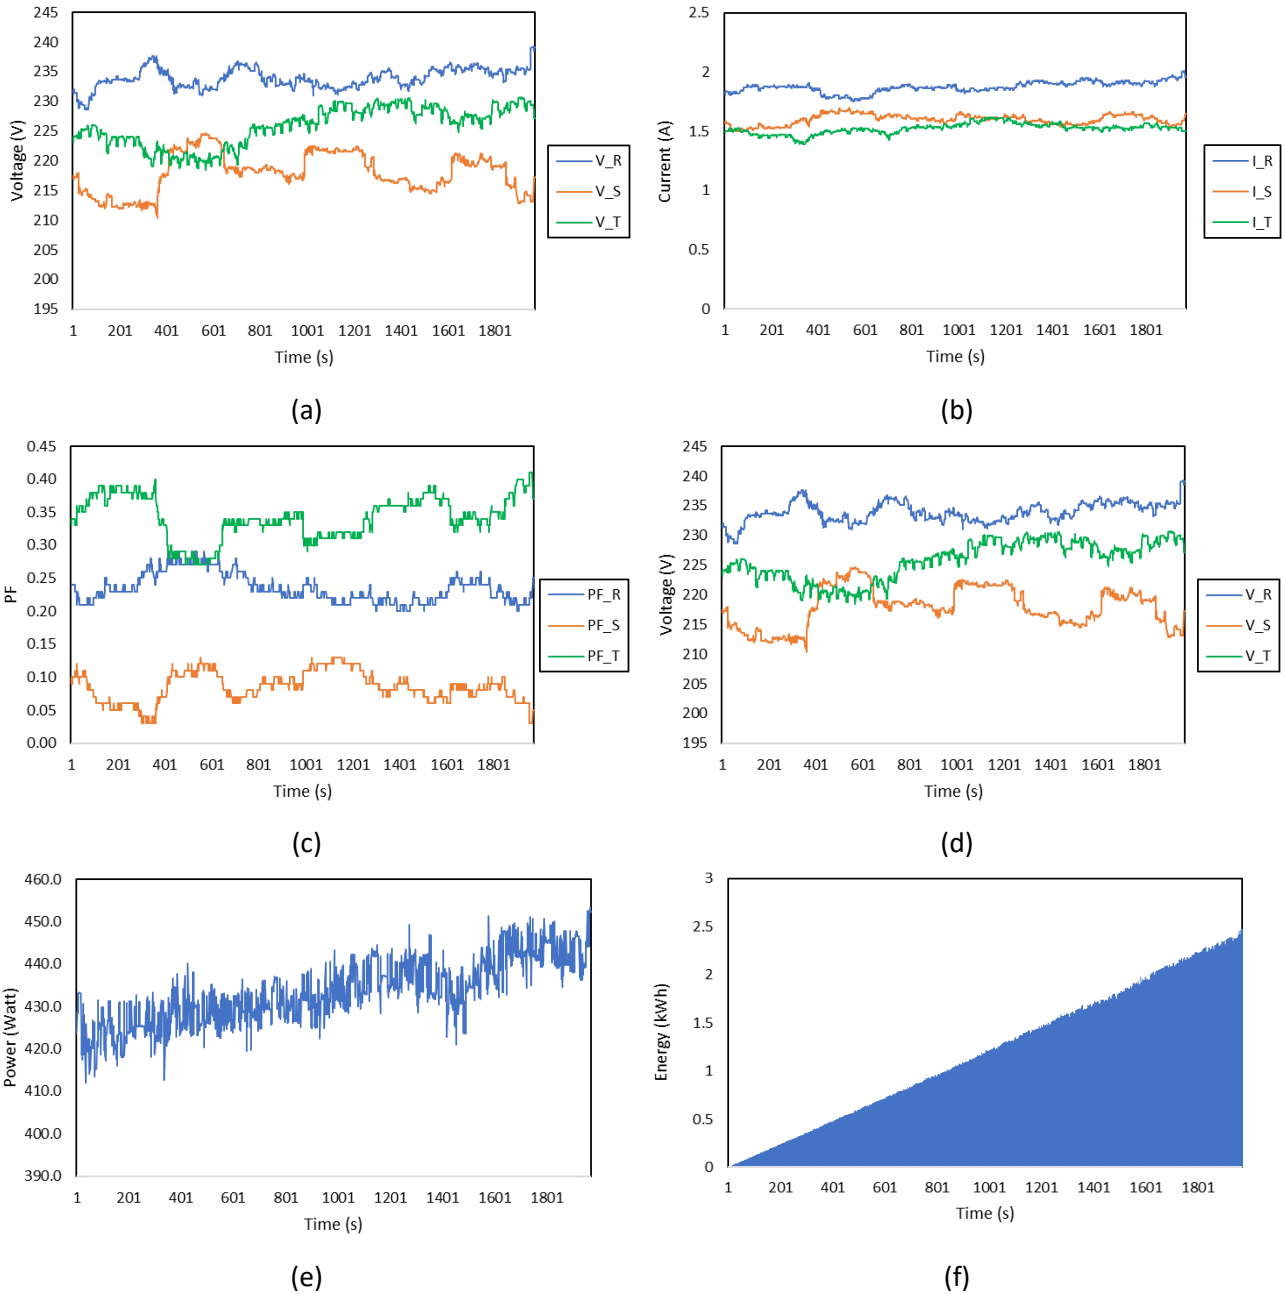 245
240
235
230
225
220
215
210
205
200
195
Voltage (V)
1 201 401 601 801 1001 1201 1401 1601 1801
Time (s)
V_R
V_S
V_T
(a)
2.5
2
1.5
1
0.5
0
Current (A)
1 201 401 601 801 1001 1201 1401 1601 1801
Time (s)
I_R
I_S
I_T
(b)
0.45
0.40
0.35
0.30
0.25
0.20
0.15
0.10
0.05
0.00
PF
1 201 401 601 801 1001 1201 1401 1601 1801
Time (s)
PF_R
PF_S
PF_T
(c)
245
240
235
230
225
220
215
210
205
200
195
Voltage (V)
1 201 401 601 801 1001 1201 1401 1601 1801
Time (s)
V_R
V_S
V_T
(d)
460.0
450.0
440.0
430.0
420.0
410.0
400.0
390.0
Power (Watt)
1 201 401 601 801 1001 1201 1401 1601 1801
Time (s)
(e)
3
2.5
2
1.5
1
0.5
0
Energy (kWh)
1 201 401 601 801 1001 1201 1401 1601 1801
Time (s)
(f)